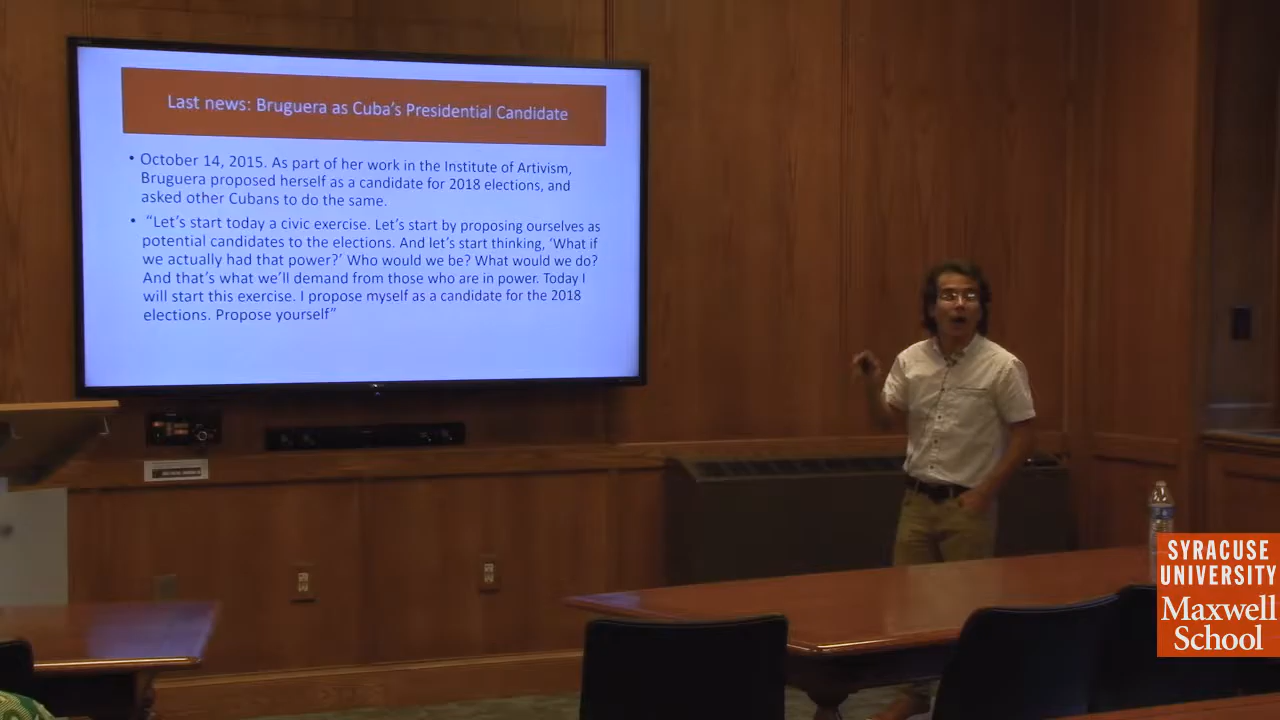 Last news: Bruguera as Cuba's Presidential Candidate
• October 14, 2015. As part of her work in the Institute of Artivism,
Bruguera proposed herself as a candidate for 2018 elections, and
asked other Cubans to do the same.
• "Let's start today a civic exercise. Let's start by proposing ourselves as
potential candidates to the elections. And let's start thinking, 'What if
we actually had that power?' Who would we be? What would we do?
And that's what we'll demand from those who are in power. Today I
will start this exercise. I propose myself as a candidate for the 2018
elections. Propose yourself"
SYRACUSE
UNIVERSITY
Maxwell
School